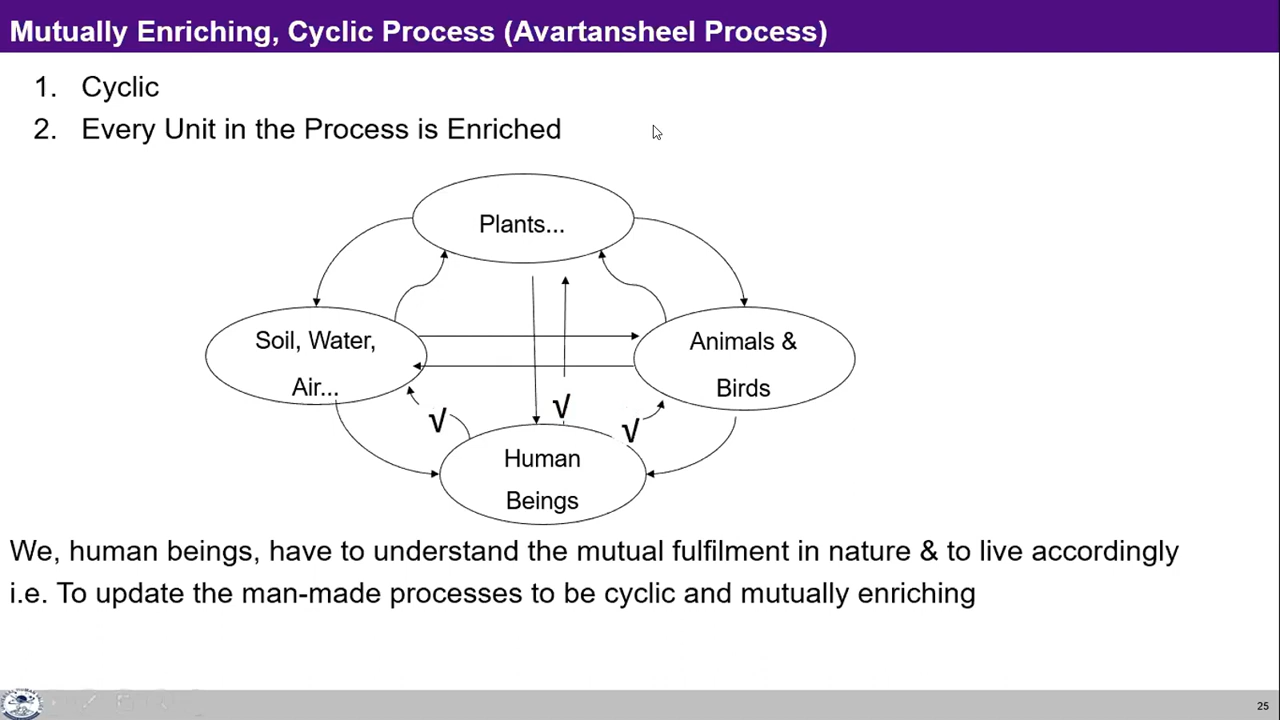 Mutually Enriching, Cyclic Process (Avartansheel Process)
1. Cyclic
2. Every Unit in the Process is Enriched
Plants...
Soil, Water,
Air...
Animals &
Birds
√
√
√
Human
Beings
We, human beings, have to understand the mutual fulfilment in nature & to live accordingly
i.e. To update the man-made processes to be cyclic and mutually enriching
25